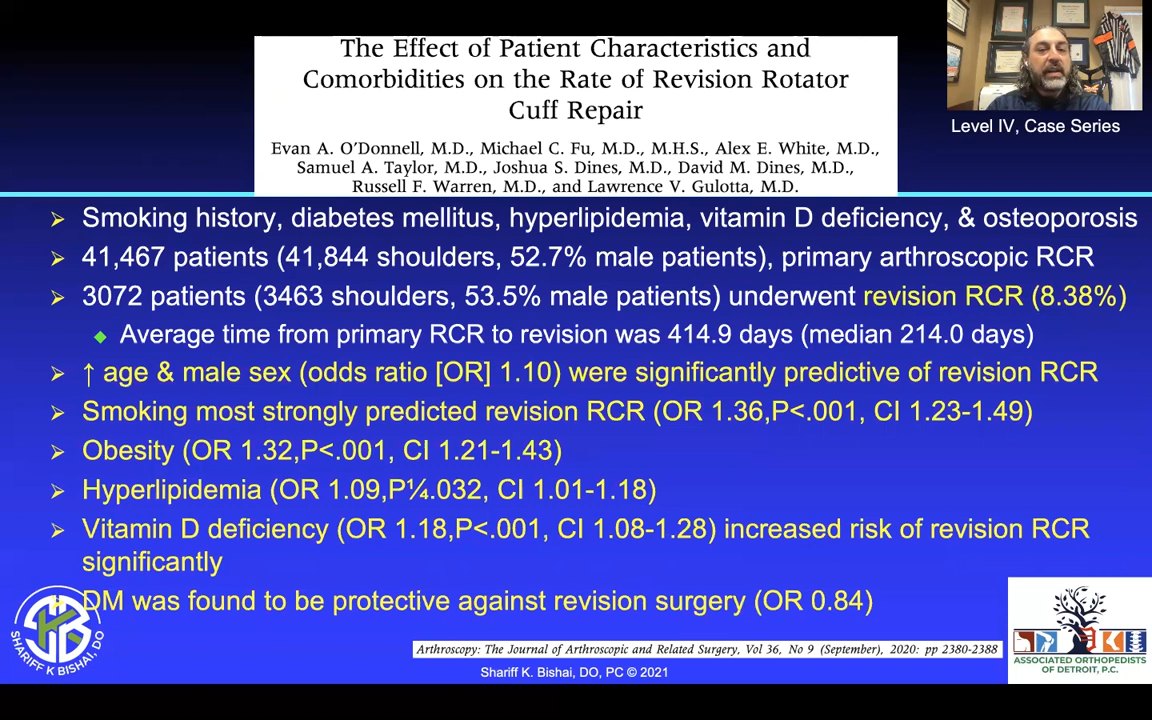 The Effect of Patient Characteristics and
Comorbidities on the Rate of Revision Rotator
Cuff Repair
Evan A. O'Donnell, M.D., Michael C. Fu, M.D., M.H.S., Alex E. White, M.D.,
Samuel A. Taylor, M.D., Joshua S. Dines, M.D., David M. Dines, M.D.,
Russell F. Warren, M.D., and Lawrence V. Gulotta, M.D.
Level IV, Case Series
➢ Smoking history, diabetes mellitus, hyperlipidemia, vitamin D deficiency, & osteoporosis
➢ 41,467 patients (41,844 shoulders, 52.7% male patients), primary arthroscopic RCR
➢ 3072 patients (3463 shoulders, 53.5% male patients) underwent revision RCR (8.38%)
◆ Average time from primary RCR to revision was 414.9 days (median 214.0 days)
➢ ↑ age & male sex (odds ratio [OR] 1.10) were significantly predictive of revision RCR
➢ Smoking most strongly predicted revision RCR (OR 1.36,P<.001, CI 1.23-1.49)
➢ Obesity (OR 1.32,P<.001, CI 1.21-1.43)
➢ Hyperlipidemia (OR 1.09,P¼.032, CI 1.01-1.18)
➢ Vitamin D deficiency (OR 1.18,P<.001, CI 1.08-1.28) increased risk of revision RCR
significantly
➢ DM was found to be protective against revision surgery (OR 0.84)
SKB
SHARIFF K BISHAI, DO
Arthroscopy: The Journal of Arthroscopic and Related Surgery, Vol 36, No 9 (September), 2020: pp 2380-2388
Shariff K. Bishai, DO, PC © 2021
ASSOCIATED ORTHOPEDISTS
OF DETROIT, P.C.